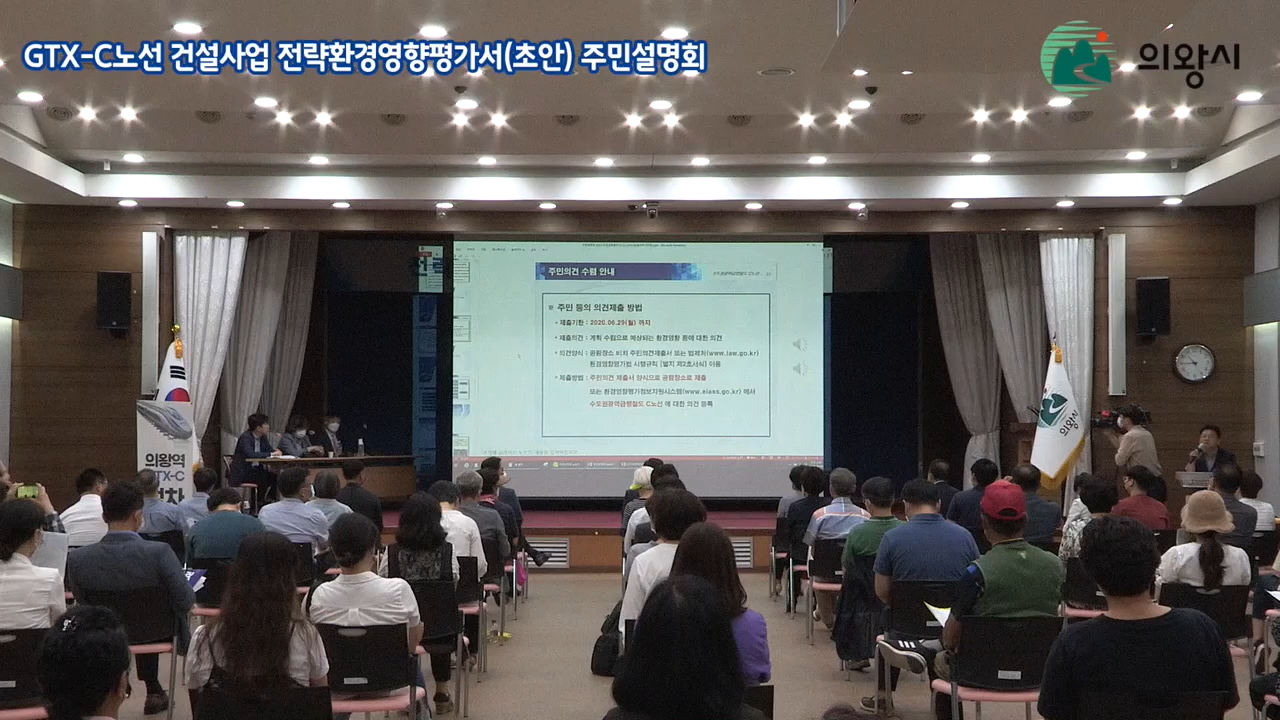 GTX-C노선 건설사업 전략환경영향평가서(초안) 주민설명회
의왕시
주민의견 수렴 안내
※ 주민 등의 의견제출 방법
• 제출기한 : 2020.06.29(월) 까지
• 제출의견 : 계획 수립으로 예상되는 환경영향 등에 대한 의견
• 의견양식 : 공람장소 비치 주민의견제출서 또는 법제처(www.law.go.kr)
환경영향평가법 시행규칙 [별지 제2호서식] 이용
• 제출방법 : 주민의견 제출서 양식으로 공람장소로 제출
또는 환경영향평가정보지원시스템(www.eiass.go.kr) 에서
수도권광역급행철도 C노선 에 대한 의견 등록
의왕역
GTX-C
정차
의왕시